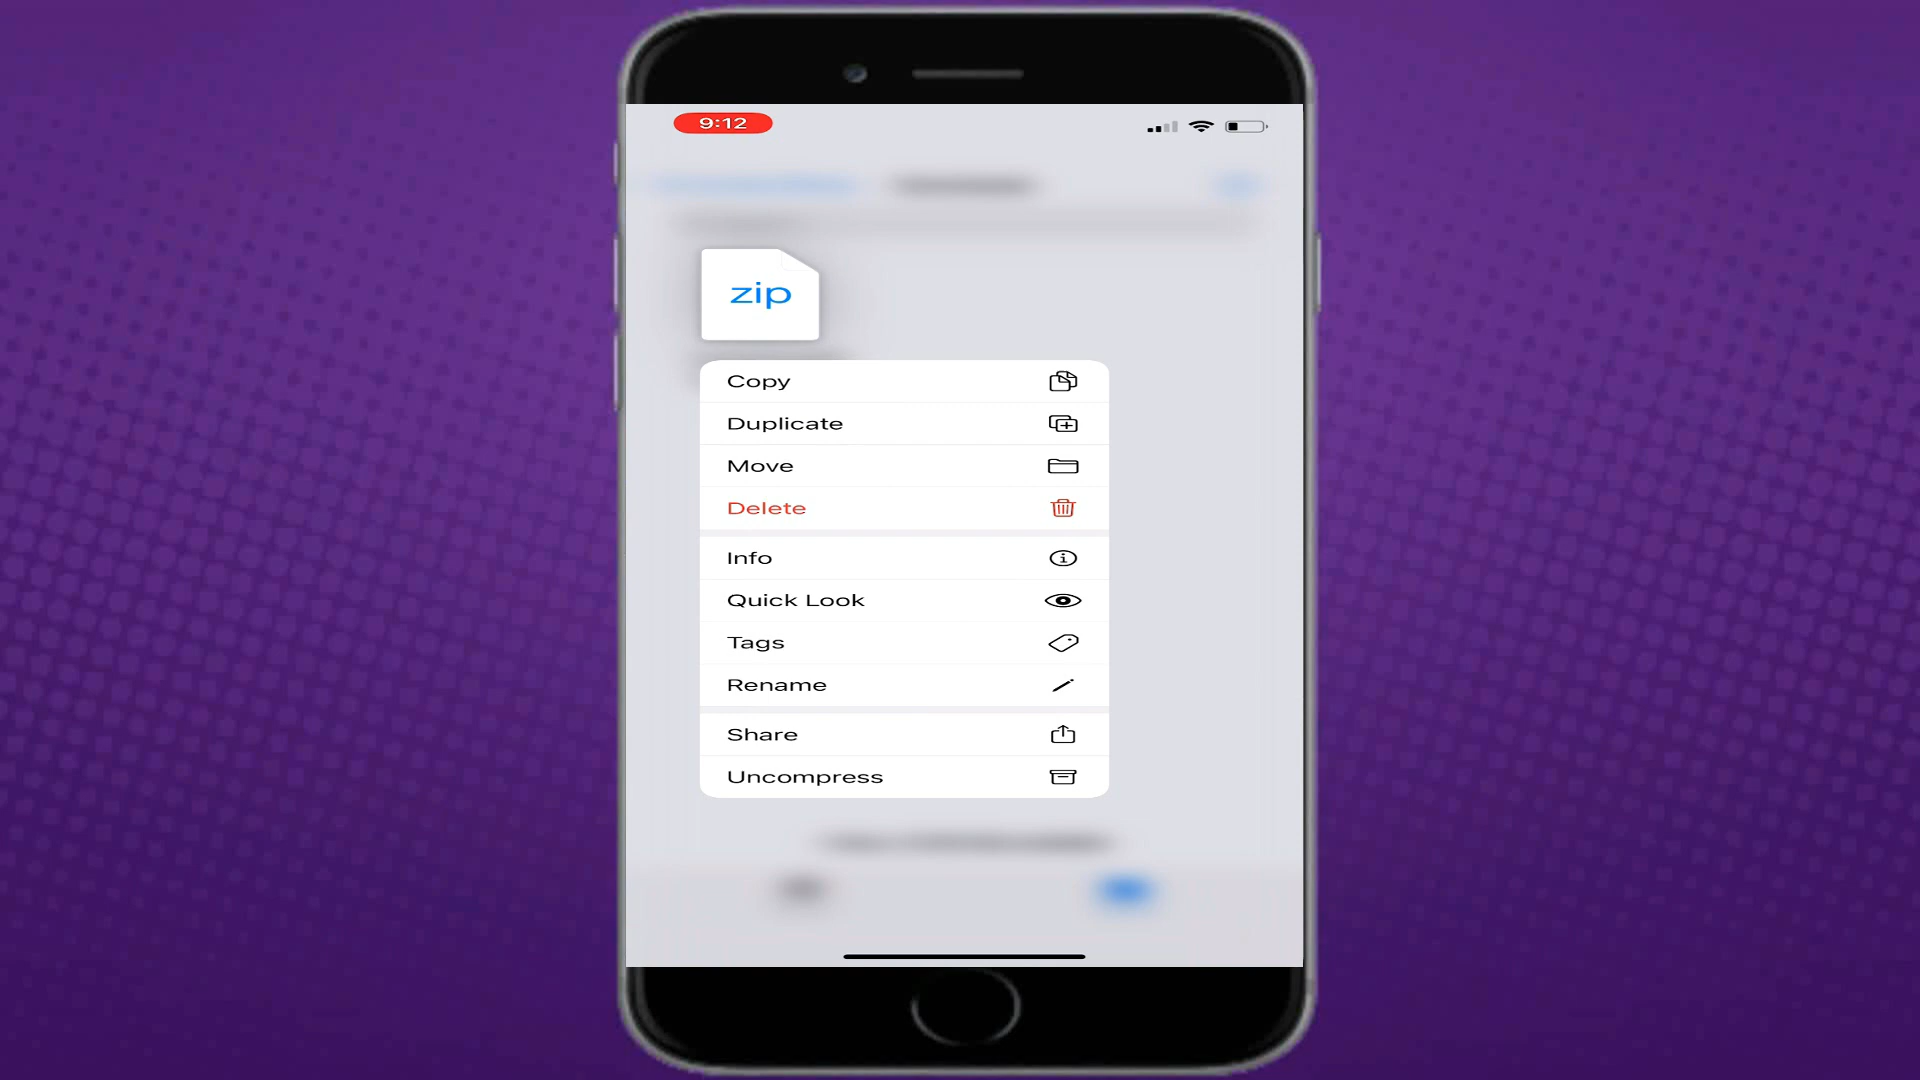 9:12
zip
Copy
Duplicate
Move
Delete
Info
Quick Look
Tags
Rename
Share
Uncompress